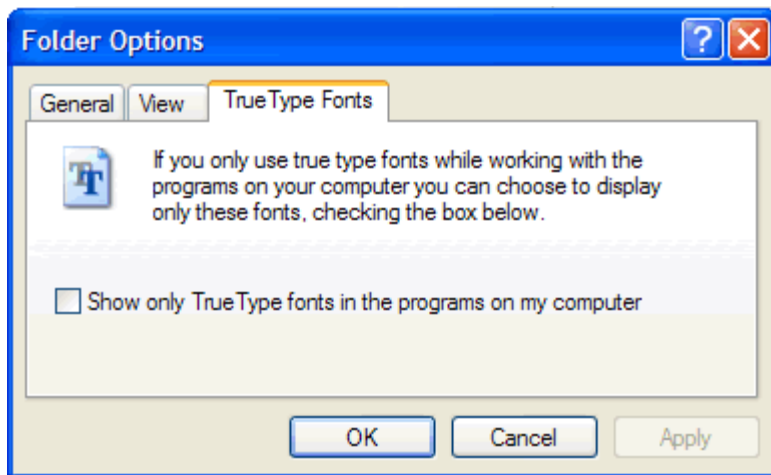 Folder Options
General View TrueType Fonts
If you only use true type fonts while working with the
programs on your computer you can choose to display
only these fonts, checking the box below.
Show only TrueType fonts in the programs on my computer
OK Cancel Apply